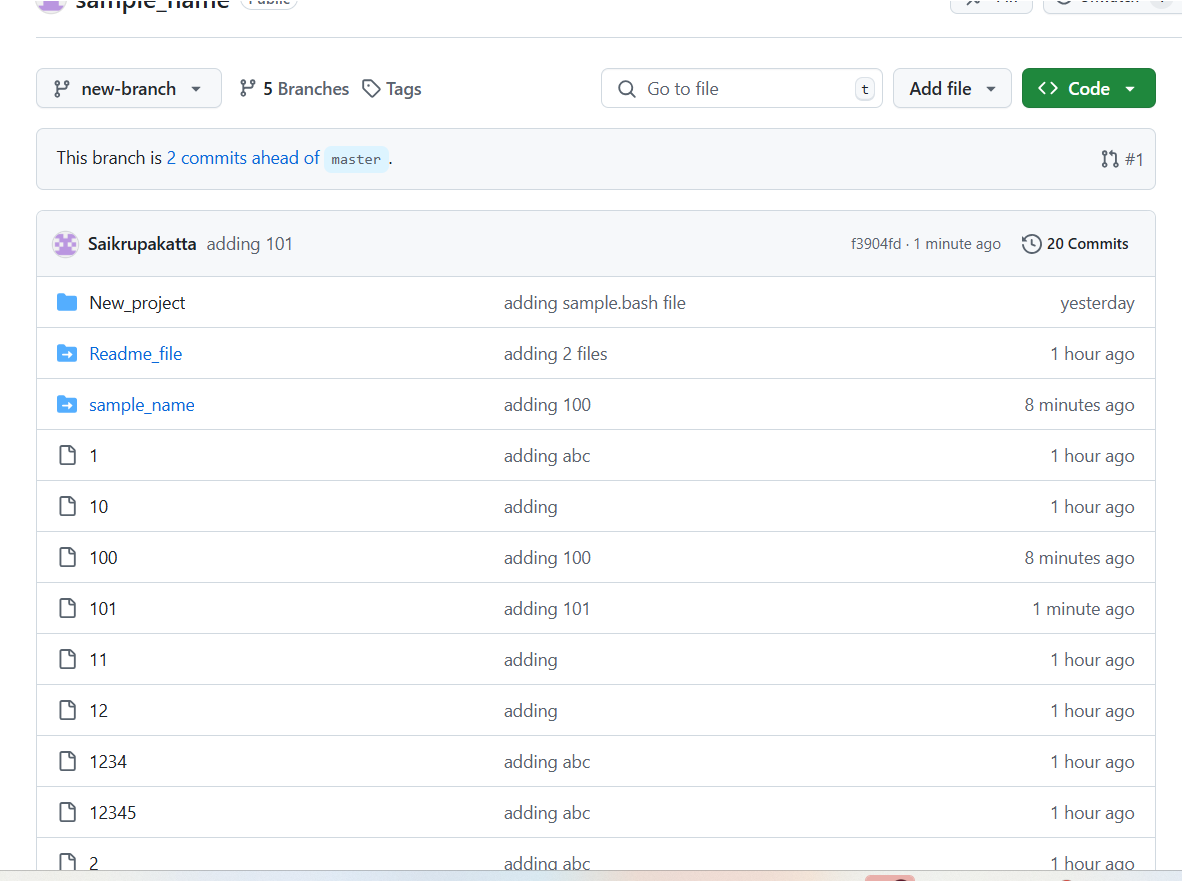 sample_name Public
new-branch 5 Branches Tags Go to file t Add file Code
This branch is 2 commits ahead of master . #1
Saikrupakatta adding 101 f3904fd · 1 minute ago 20 Commits
New_project adding sample.bash file yesterday
Readme_file adding 2 files 1 hour ago
sample_name adding 100 8 minutes ago
1 adding abc 1 hour ago
10 adding 1 hour ago
100 adding 100 8 minutes ago
101 adding 101 1 minute ago
11 adding 1 hour ago
12 adding 1 hour ago
1234 adding abc 1 hour ago
12345 adding abc 1 hour ago
2 adding abc 1 hour ago